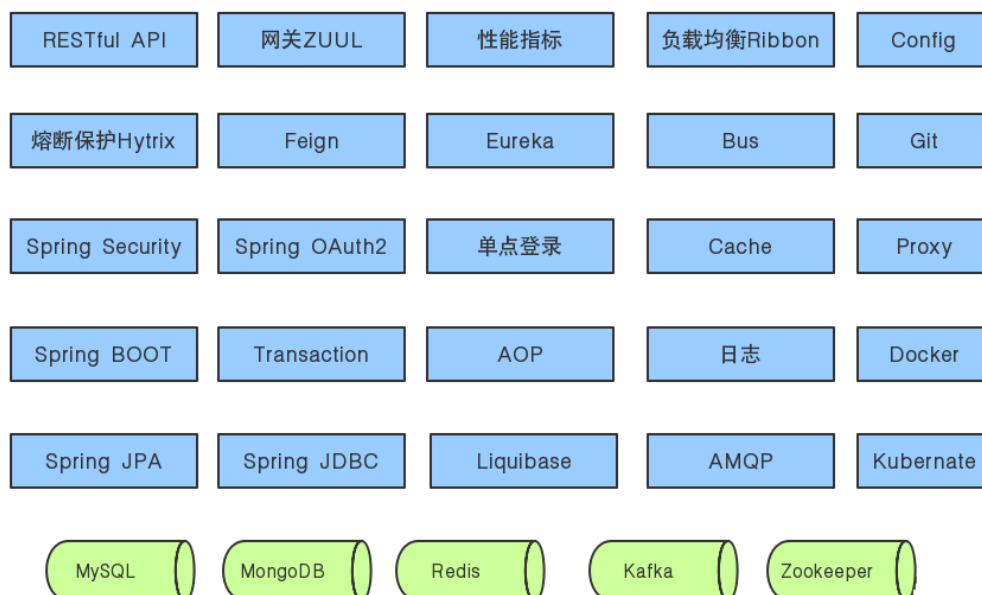 RESTful API 网关ZUUL 性能指标 负载均衡Ribbon Config
熔断保护Hytrix Feign Eureka Bus Git
Spring Security Spring OAuth2 单点登录 Cache Proxy
Spring BOOT Transaction AOP 日志 Docker
Spring JPA Spring JDBC Liquibase AMQP Kubernate
MySQL MongoDB Redis Kafka Zookeeper